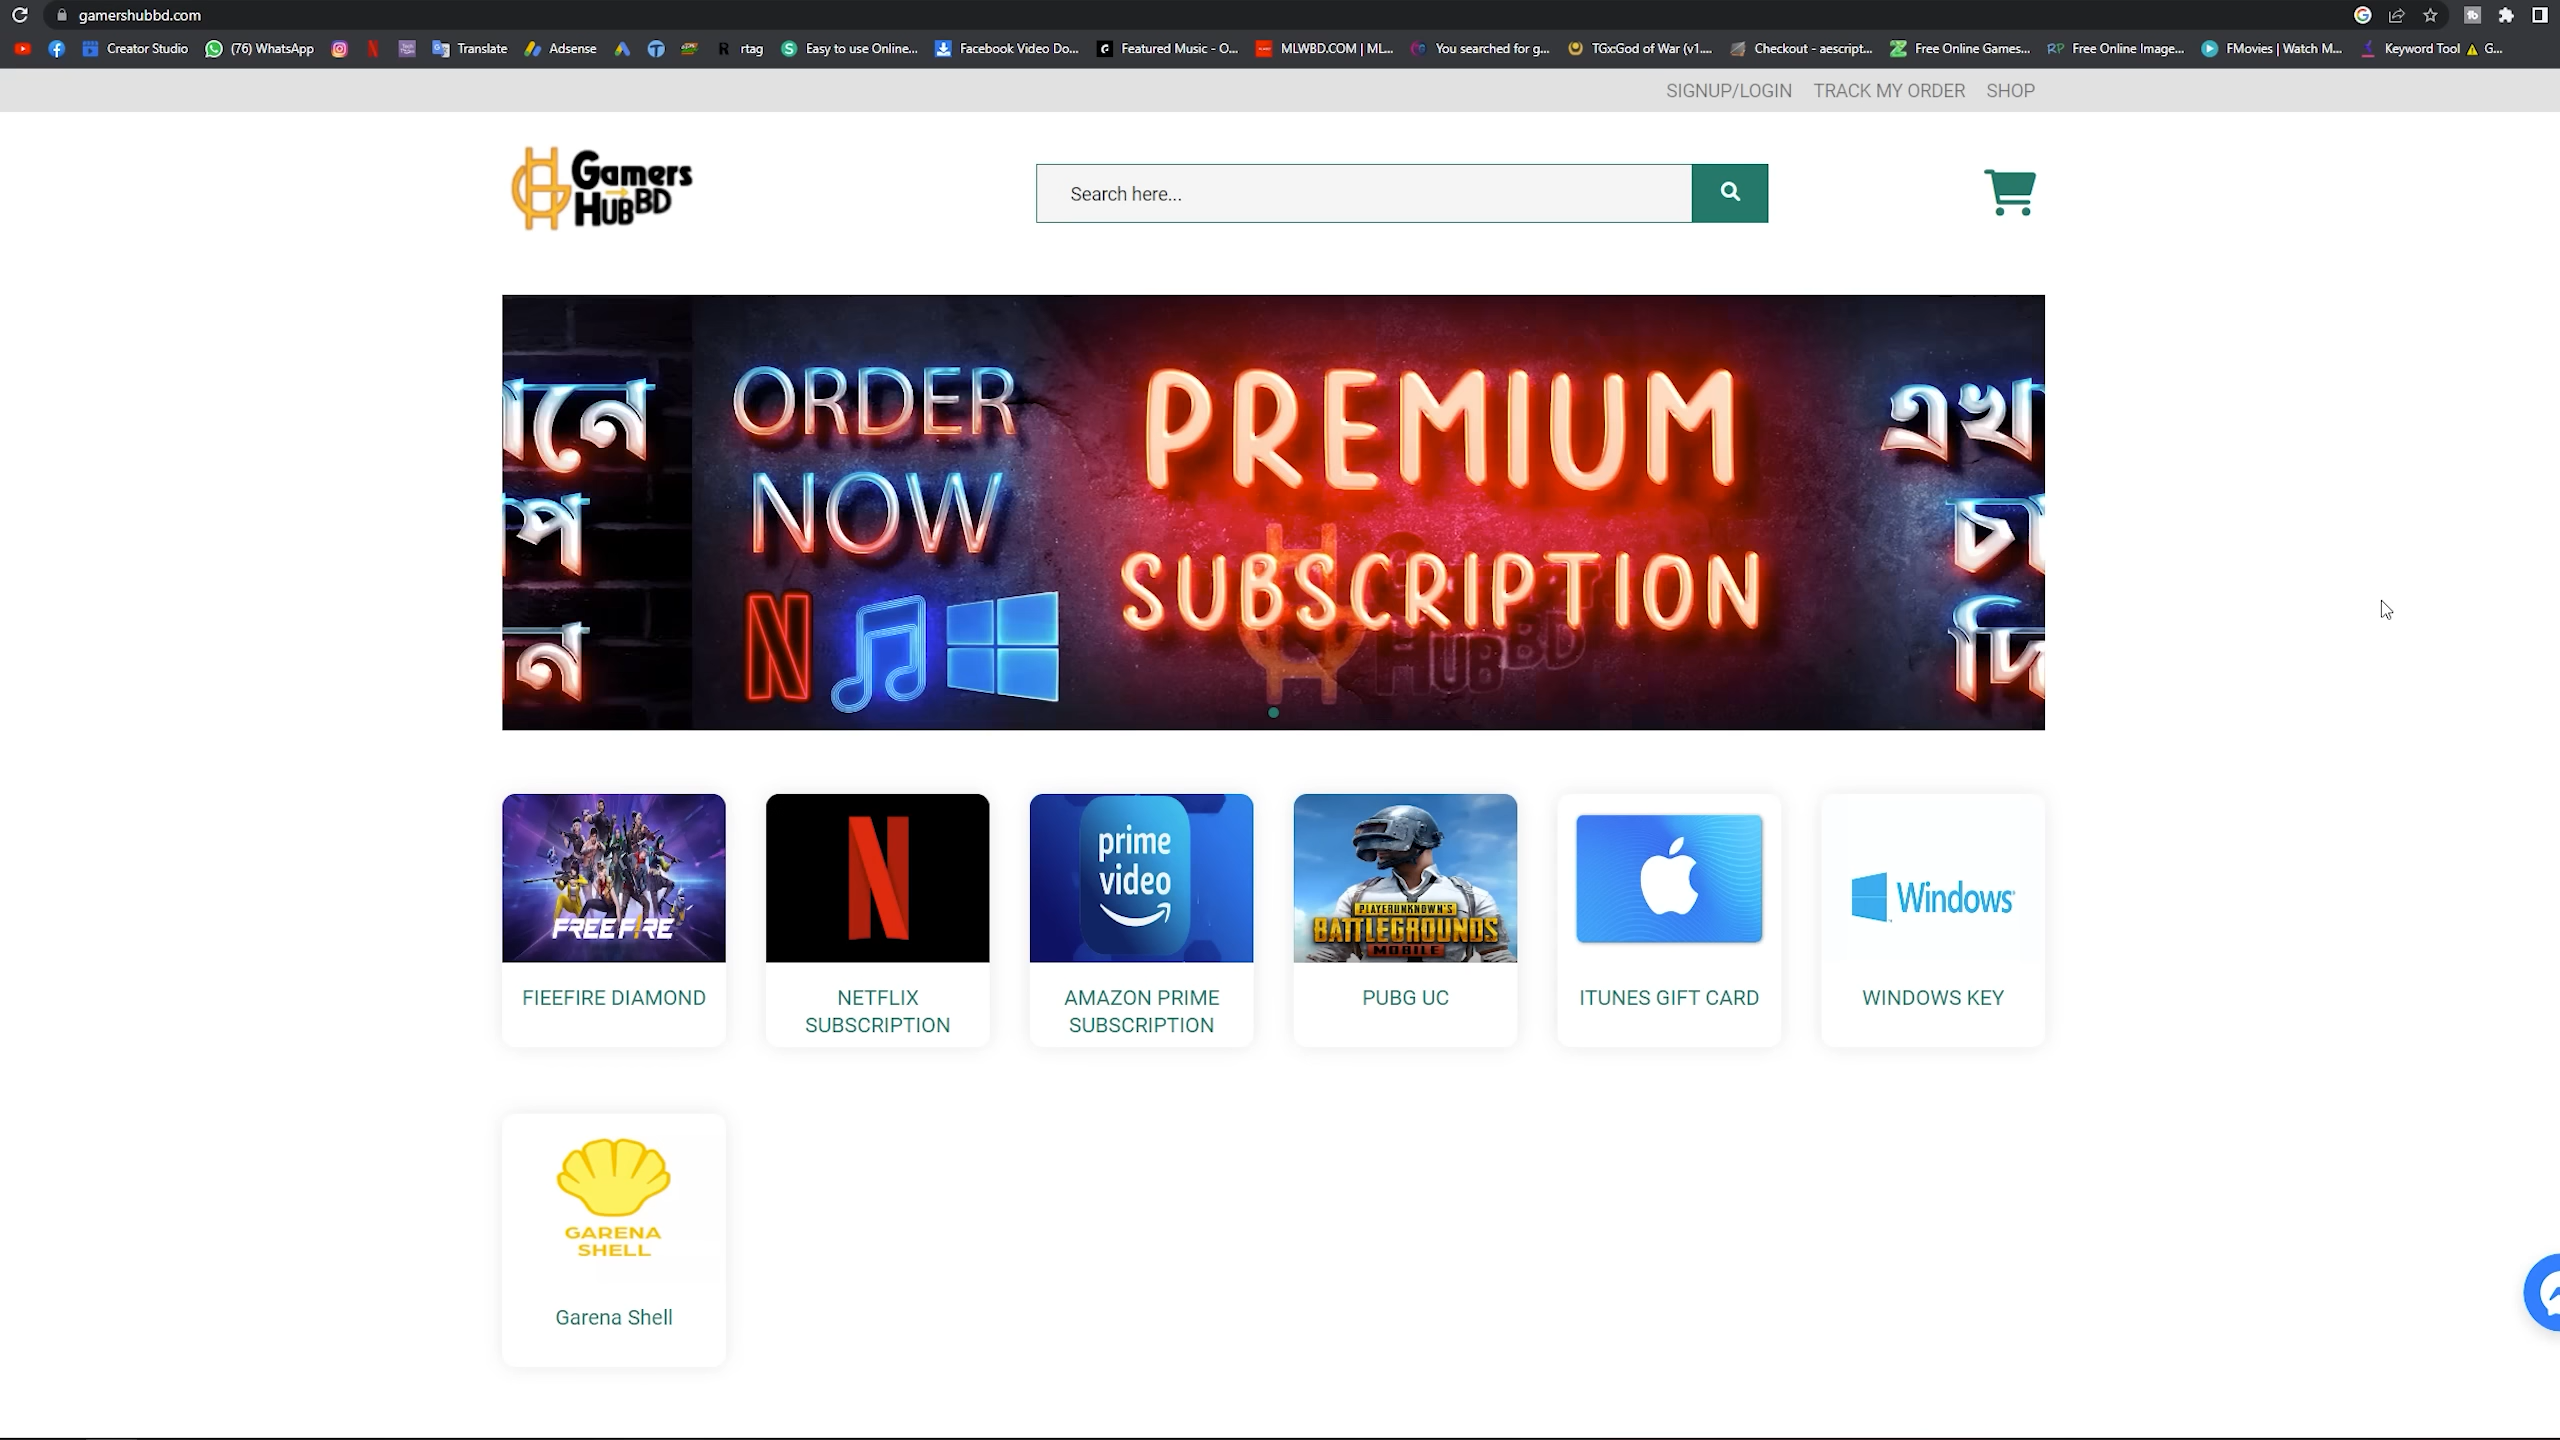 gamershubbd.com
Creator Studio
(76) WhatsApp
Translate
Adsense
rtag
Easy to use Online...
Facebook Video Do...
Featured Music - O...
MLWBD.COM | ML...
You searched for g...
TGxGod of War (v1....
Checkout - aescript...
Free Online Games...
Free Online Image...
FMovies | Watch M...
Keyword Tool ⚠ G...
SIGNUP/LOGIN
TRACK MY ORDER
SHOP
Gamers
HUBBD
Search here...
ORDER
NOW
PREMIUM
SUBSCRIPTION
HUBBD
FREE FIRE
prime
video
PLAYERUNKNOWN'S
BATTLEGROUNDS
MOBILE
Windows
FIEEFIRE DIAMOND
NETFLIX
SUBSCRIPTION
AMAZON PRIME
SUBSCRIPTION
PUBG UC
ITUNES GIFT CARD
WINDOWS KEY
GARENA
SHELL
Garena Shell